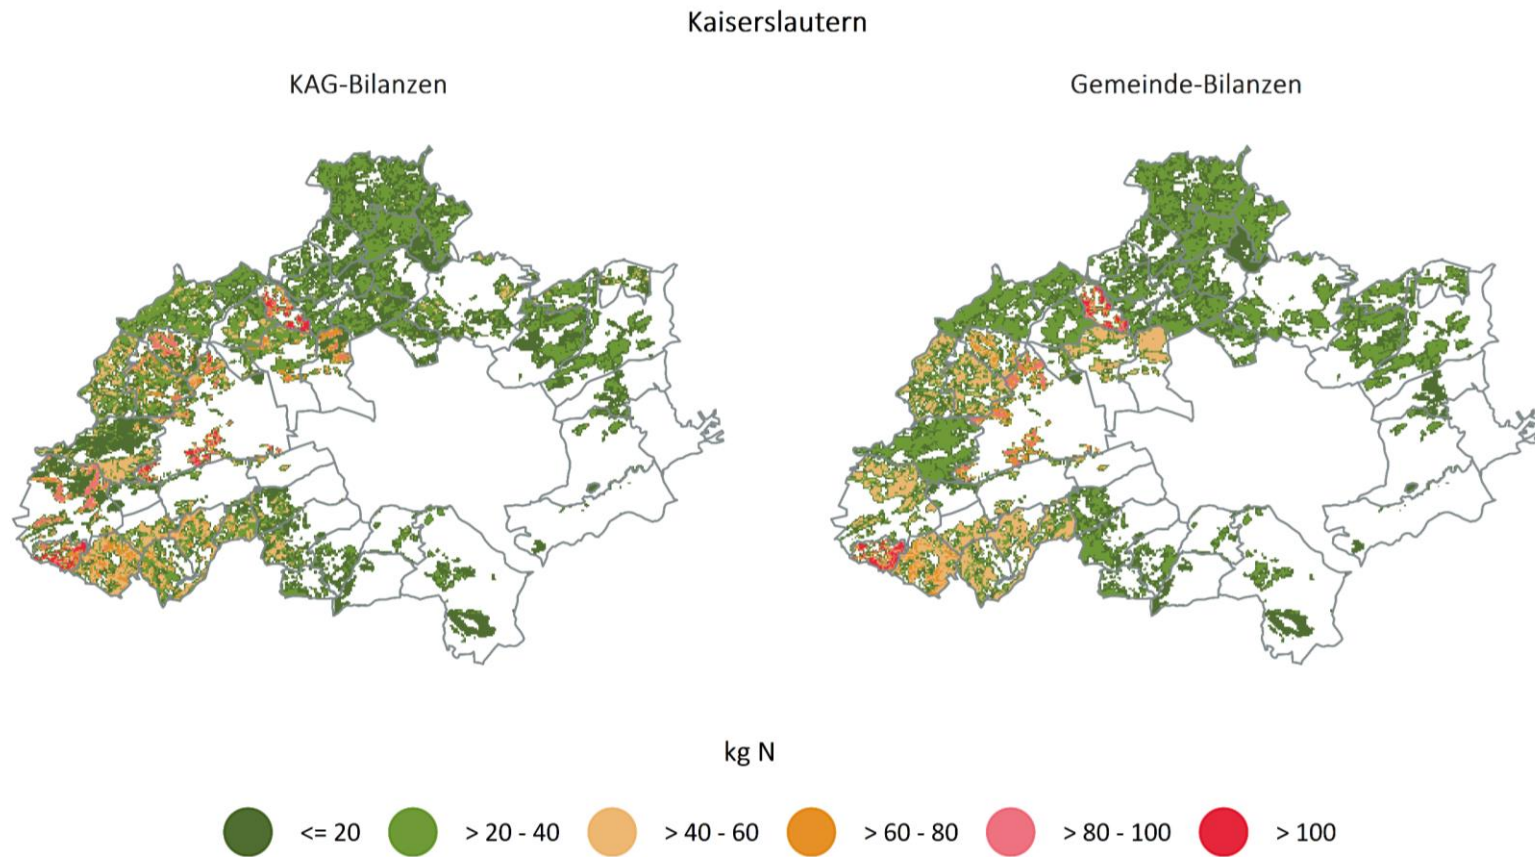 Kaiserslautern
KAG-Bilanzen
Gemeinde-Bilanzen
kg N
<= 20
> 20 - 40
> 40 - 60
> 60 - 80
> 80 - 100
> 100